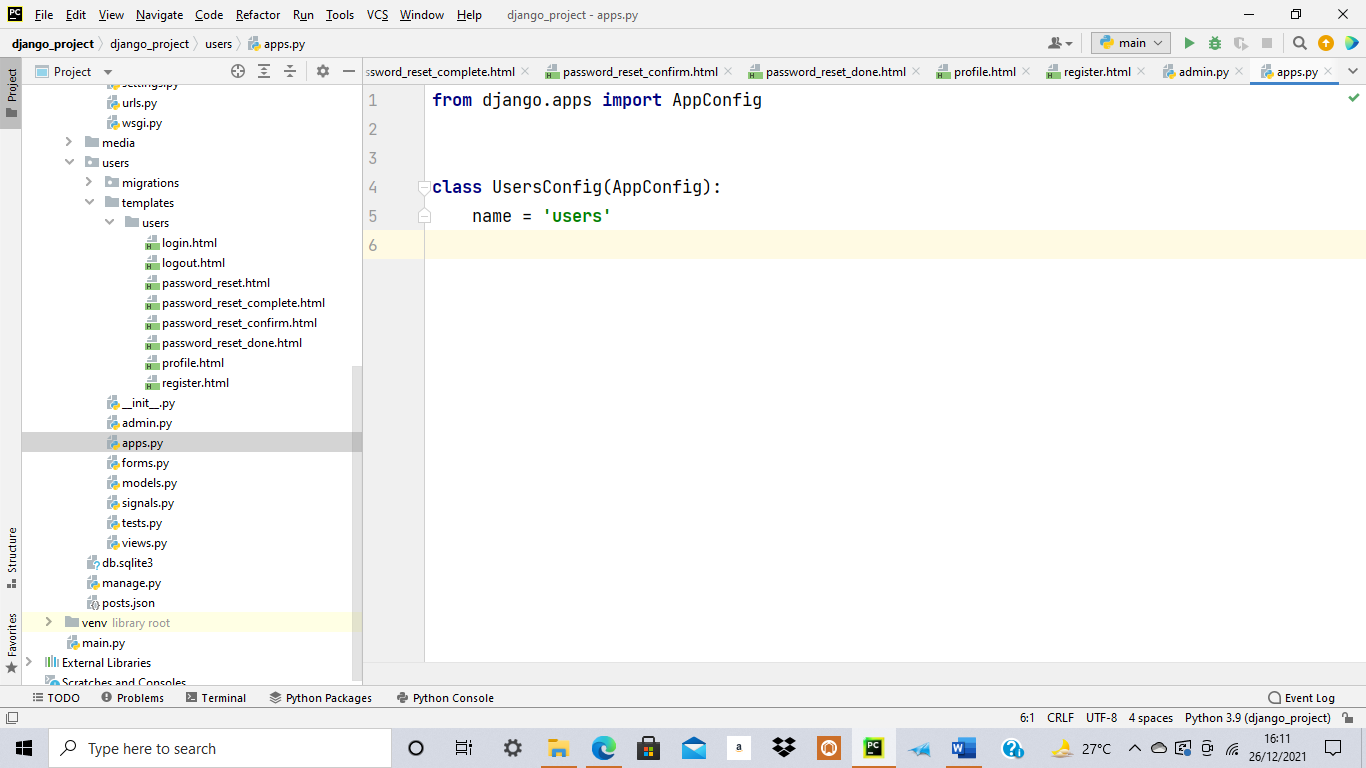 PC File Edit View Navigate Code Refactor Run Tools VCS Window Help django_project - apps.py
django_project django_project users apps.py main
Project ssword_reset_complete.html password_reset_confirm.html password_reset_done.html profile.html register.html admin.py apps.py
Project
Structure
Favorites
settings.py
urls.py
wsgi.py
media
users
migrations
templates
users
login.html
logout.html
password_reset.html
password_reset_complete.html
password_reset_confirm.html
password_reset_done.html
profile.html
register.html
__init__.py
admin.py
apps.py
forms.py
models.py
signals.py
tests.py
views.py
db.sqlite3
manage.py
posts.json
venv library root
main.py
External Libraries
Scratches and Consoles
1 from django.apps import AppConfig
2
3
4 class UsersConfig(AppConfig):
5 name = 'users'
6
TODO Problems Terminal Python Packages Python Console Event Log
6:1 CRLF UTF-8 4 spaces Python 3.9 (django_project)
Type here to search a PC W 27°C 16:11
26/12/2021